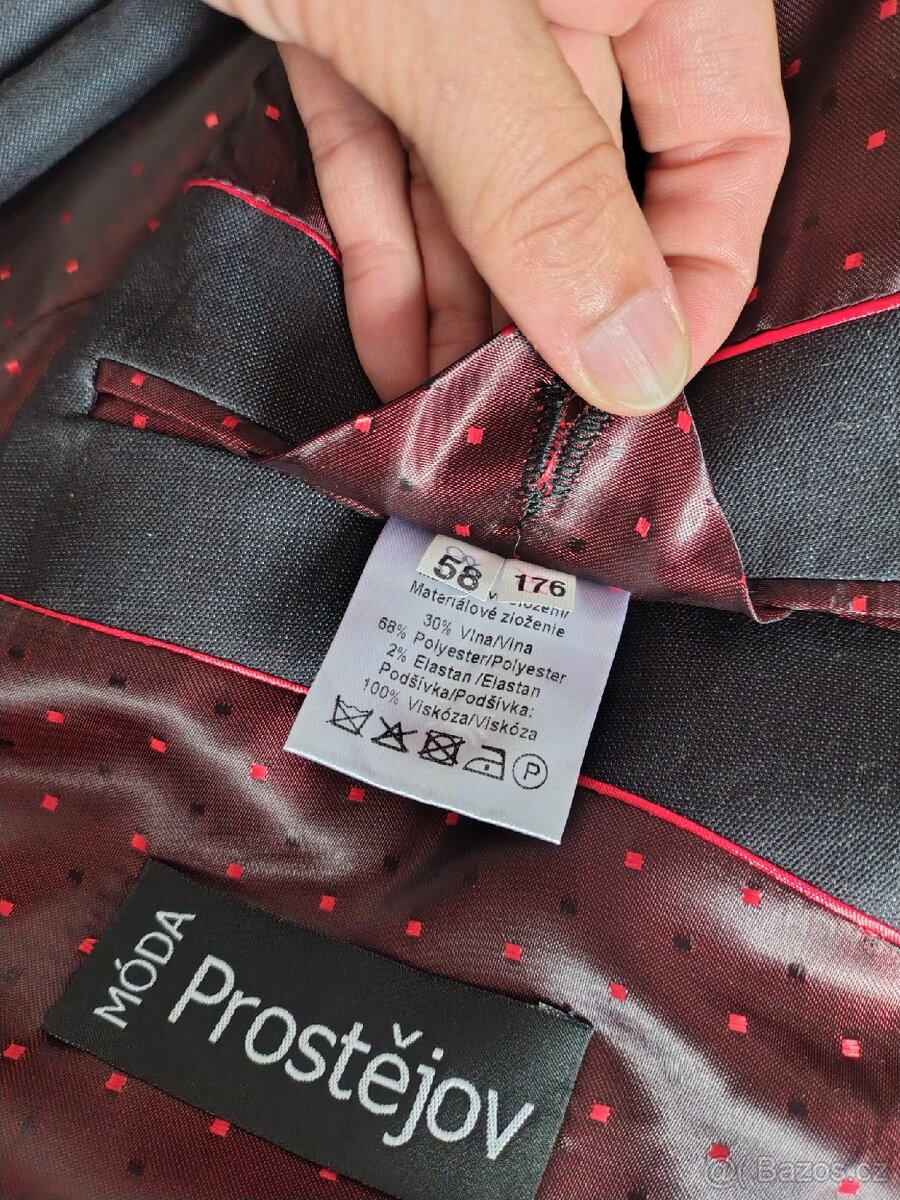 58 176
Materiálové zloženie
30% Vlna/Vlna
68% Polyester/Polyester
2% Elastan /Elastan
Podšívka/Podšívka:
100% Viskóza/Viskóza
P
MÓDA
Prostějov
Bazos.cz